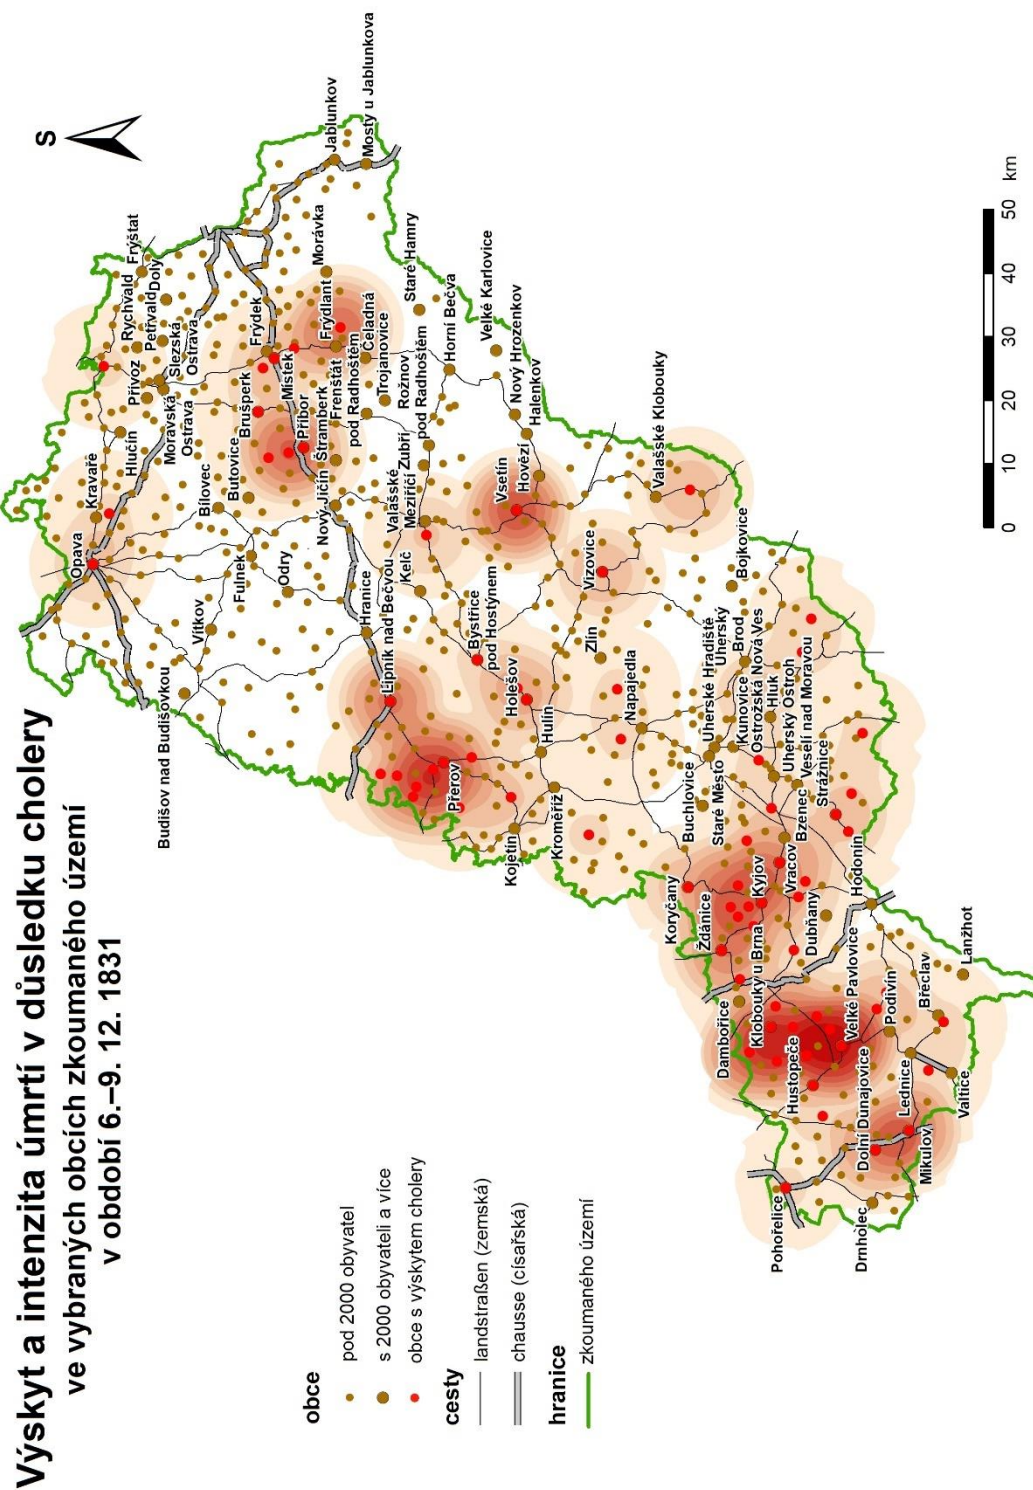 Výskyt a intenzita úmrtí v důsledku cholery
ve vybraných obcích zkoumaného území
v období 6.–9. 12. 1831
S
obce
pod 2000 obyvatel
s 2000 obyvateli a více
obce s výskytem cholery
cesty
landstraßen (zemská)
chausse (císařská)
hranice
zkoumaného území
0 10 20 30 40 50 km
Opava
Kravaře
Hlučín
Přívoz
Rychvald
Petřvald
Doly
Fryštat
Slezská
Ostrava
Moravská
Ostrava
Budišov nad Budišovkou
Vítkov
Bílovec
Butovice
Fulnek
Odry
Brušperk
Frýdek
Místek
Příbor
Štramberk
Nový Jičín
Frenštát
pod Radhoštěm
Frýdlant
Čeladná
Trojanovice
Morávka
Jablunkov
Mosty u Jablunkova
Staré Hamry
Rožnov
pod Radhoštěm
Horní Bečva
Zubří
Valašské
Meziříčí
Hranice
Lipník nad Bečvou
Keč
Bystřice
pod Hostýnem
Velké Karlovice
Nový Hrozenkov
Halenkov
Hovězí
Vsetín
Přerov
Holešov
Hulín
Kojetín
Kroměříž
Vizovice
Zlín
Valašské Klobouky
Napajedla
Bojkovice
Uherské Hradiště
Uherský
Brod
Kunovice
Ostrožská Nová Ves
Hluk
Uherský Ostroh
Veselí nad Moravou
Strážnice
Bzenec
Staré Město
Buchlovice
Koryčany
Ždánice
Kyjov
Vracov
Hodonín
Dubňany
Dambořice
Klobouky u Brna
Hustopeče
Velké Pavlovice
Podivín
Břeclav
Lanžhot
Lednice
Valtice
Dolní Dunajovice
Mikulov
Pohořelice
Drnhólec